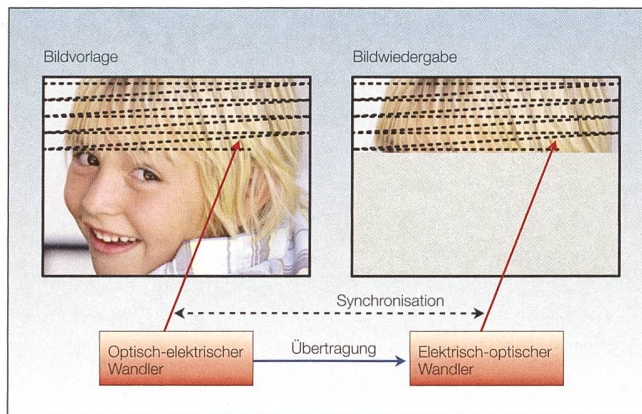 Bildvorlage
Bildwiedergabe
Synchronisation
Optisch-elektrischer
Wandler
Übertragung
Elektrisch-optischer
Wandler